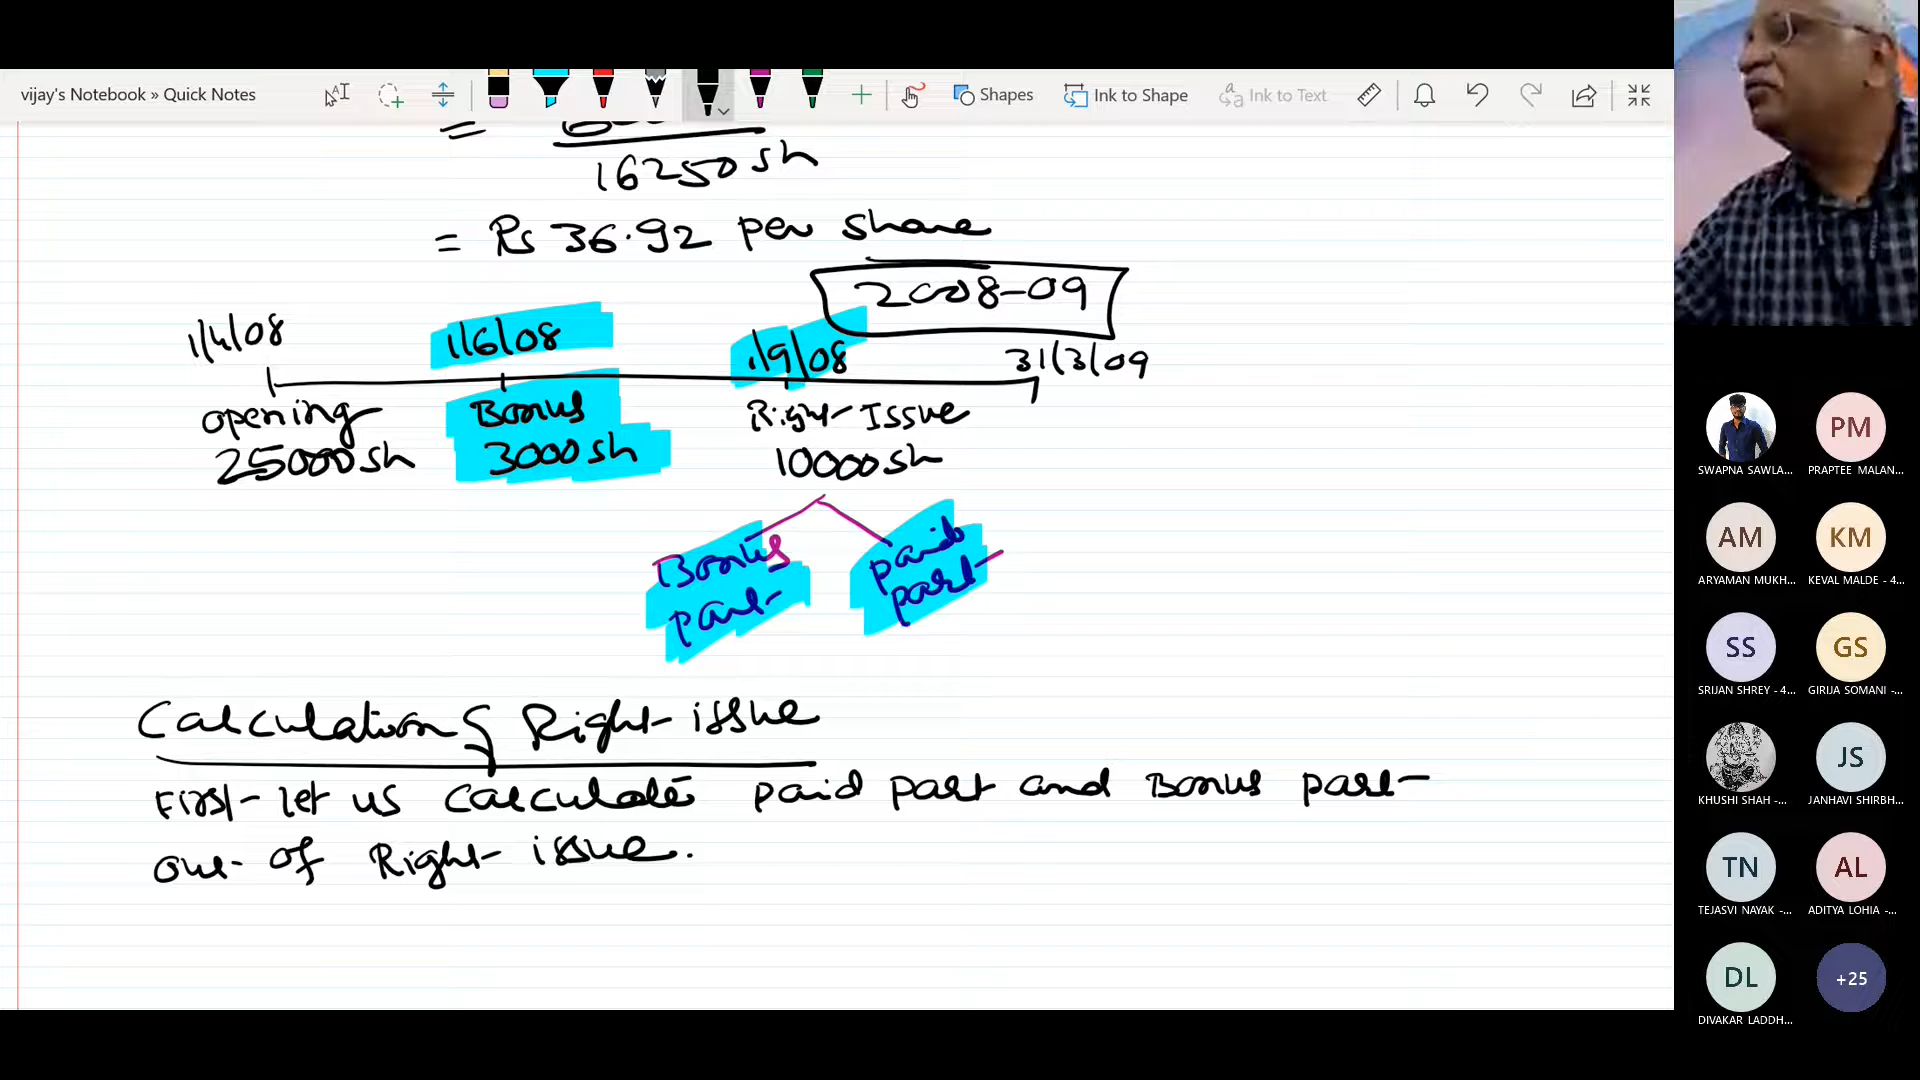 vijay's Notebook » Quick Notes
Shapes
Ink to Shape
Ink to Text
=
16250 sh
= Rs 36.92 per share
2008-09
1/4/08 1/6/08 1/9/08 31/3/09
opening Bonus Right Issue
25000 sh 3000 sh 10000 sh
Bonus paid
part part
Calculation of Right issue
First let us calculate paid part and Bonus part
out of Right issue.
PM
SWAPNA SAWLA... PRAPTEE MALAN...
AM KM
ARYAMAN MUKH... KEVAL MALDE - 4...
SS GS
SRIJAN SHREY - 4... GIRIJA SOMANI -...
JS
KHUSHI SHAH -... JANHAVI SHIRBH...
TN AL
TEJASVI NAYAK -... ADITYA LOHIA -...
DL +25
DIVAKAR LADDH...